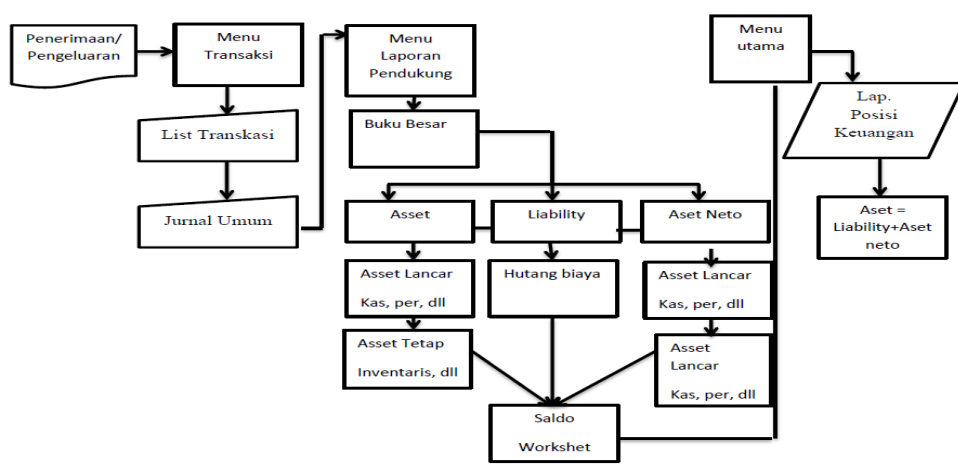 Penerimaan/
Pengeluaran
Menu
Transaksi
List Transkasi
Jurnal Umum
Menu
Laporan
Pendukung
Buku Besar
Asset
Liability
Aset Neto
Asset Lancar
Kas, per, dll
Hutang biaya
Asset Lancar
Kas, per, dll
Asset Tetap
Inventaris, dll
Asset
Lancar
Kas, per, dll
Saldo
Workshet
Menu
utama
Lap.
Posisi
Keuangan
Aset =
Liability+Aset
neto